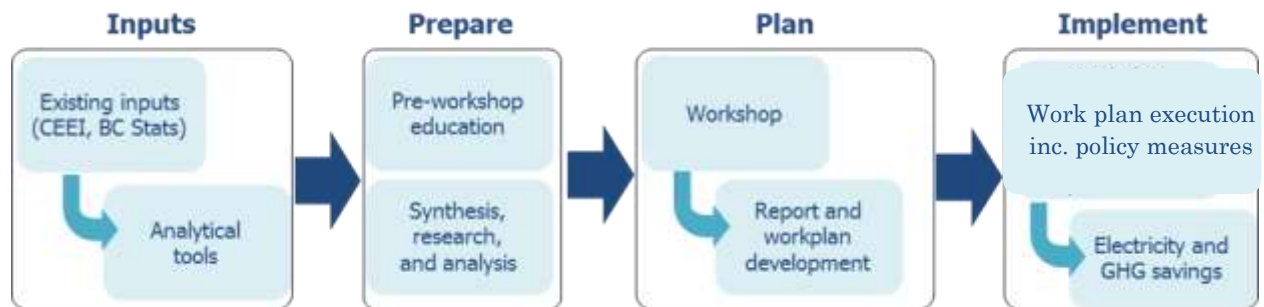 Inputs
Existing inputs
(CEEI, BC Stats)
Analytical
tools
Prepare
Pre-workshop
education
Synthesis,
research,
and analysis
Plan
Workshop
Report and
workplan
development
Implement
Work plan execution
inc. policy measures
Electricity and
GHG savings